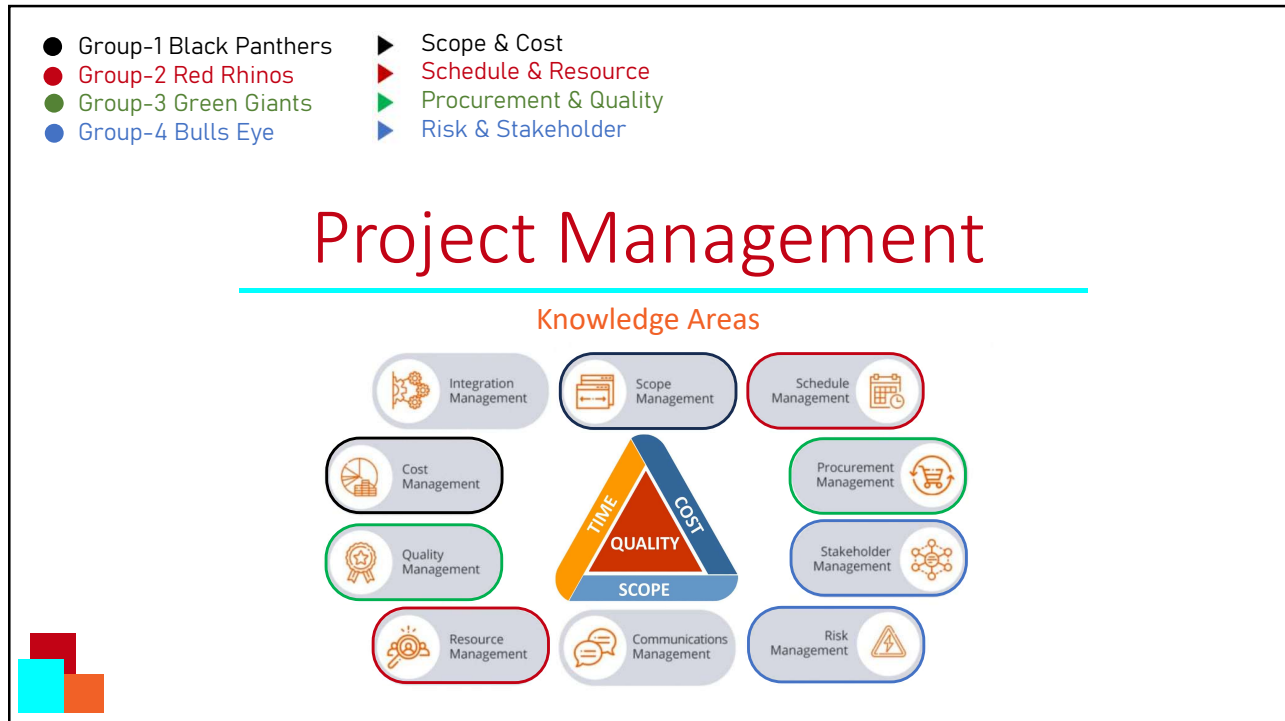 Group-1 Black Panthers
Group-2 Red Rhinos
Group-3 Green Giants
Group-4 Bulls Eye
Scope & Cost
Schedule & Resource
Procurement & Quality
Risk & Stakeholder
Project Management
Knowledge Areas
Integration
Management
Scope
Management
Schedule
Management
Cost
Management
Procurement
Management
TIME
COST
QUALITY
SCOPE
Quality
Management
Stakeholder
Management
Resource
Management
Communications
Management
Risk
Management